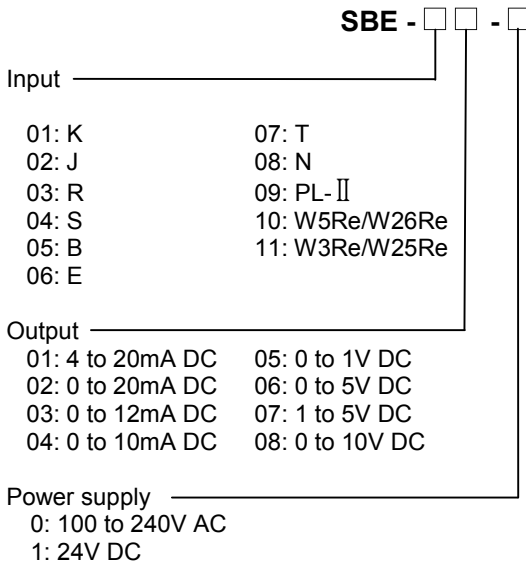 SBE - □ □ - □
Input
01: K 07: T
02: J 08: N
03: R 09: PL-Ⅱ
04: S 10: W5Re/W26Re
05: B 11: W3Re/W25Re
06: E
Output
01: 4 to 20mA DC 05: 0 to 1V DC
02: 0 to 20mA DC 06: 0 to 5V DC
03: 0 to 12mA DC 07: 1 to 5V DC
04: 0 to 10mA DC 08: 0 to 10V DC
Power supply
0: 100 to 240V AC
1: 24V DC